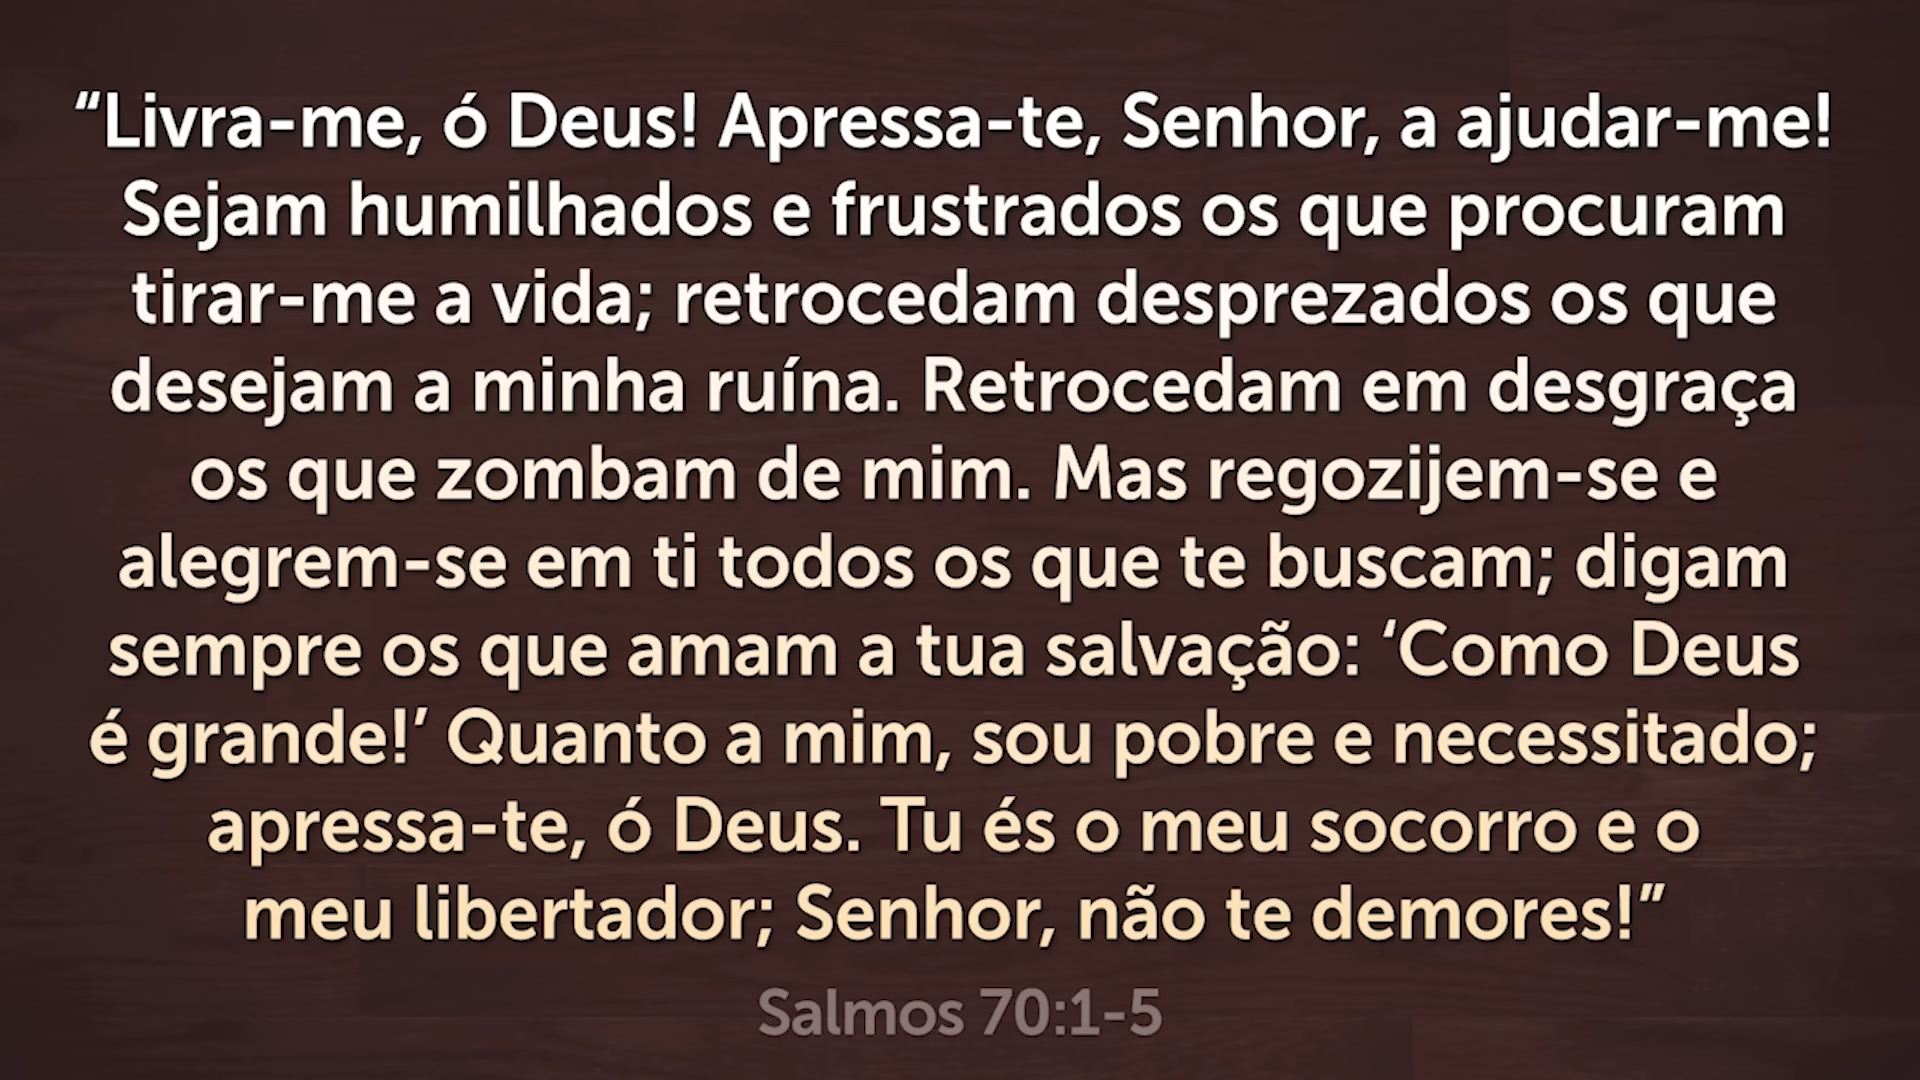 “Livra-me, ó Deus! Apressa-te, Senhor, a ajudar-me!
Sejam humilhados e frustrados os que procuram
tirar-me a vida; retrocedam desprezados os que
desejam a minha ruína. Retrocedam em desgraça
os que zombam de mim. Mas regozijem-se e
alegrem-se em ti todos os que te buscam; digam
sempre os que amam a tua salvação: ‘Como Deus
é grande!’ Quanto a mim, sou pobre e necessitado;
apressa-te, ó Deus. Tu és o meu socorro e o
meu libertador; Senhor, não te demores!”
Salmos 70:1-5